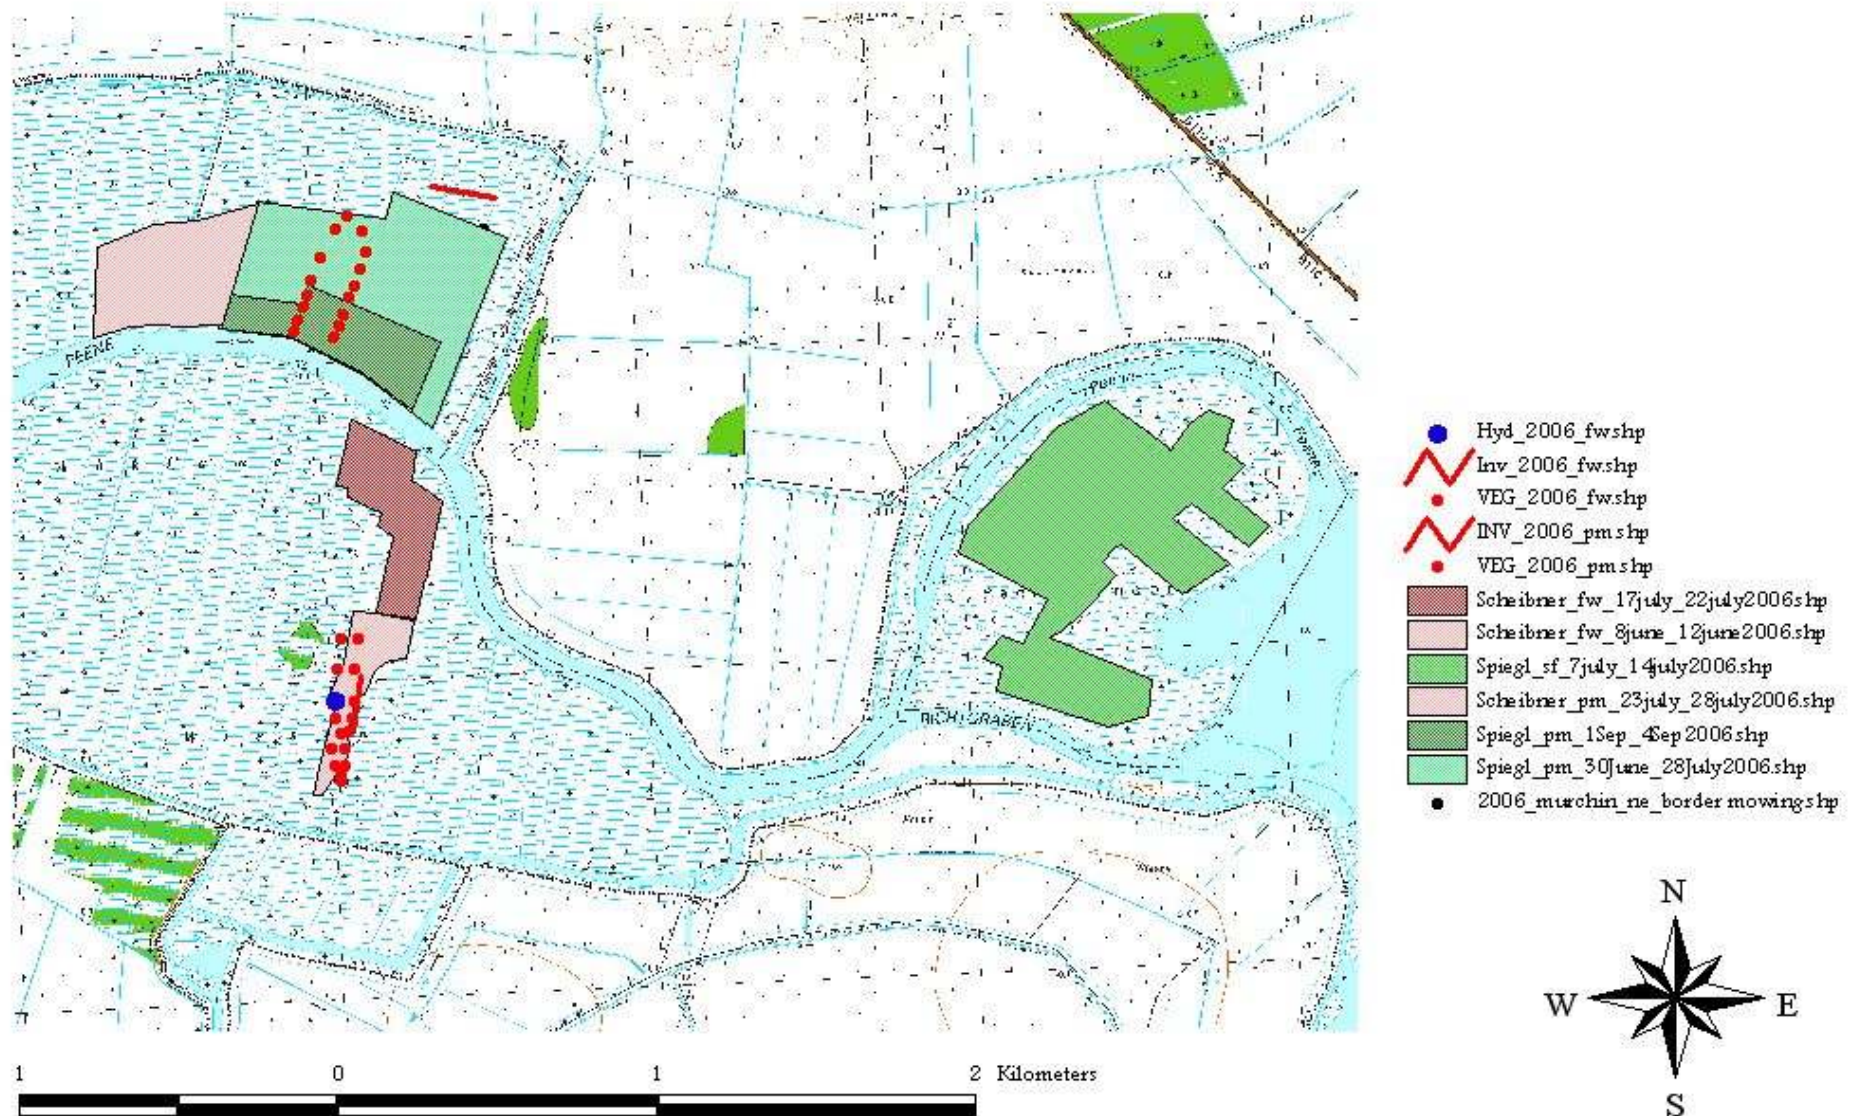 PEENE
RICHTGRABEN
Hyd_2006_fw.shp
Inv_2006_fw.shp
VEG_2006_fw.shp
INV_2006_pm.shp
VEG_2006_pm.shp
Scheibner_fw_17july_22july2006.shp
Scheibner_fw_8june_12june2006.shp
Spiegl_sf_7july_14july2006.shp
Scheibner_pm_23july_28july2006.shp
Spiegl_pm_1Sep_4Sep2006.shp
Spiegl_pm_30June_28July2006.shp
2006_murchin_ne_border mowing.shp
N
W E
S
1 0 1 2 Kilometers